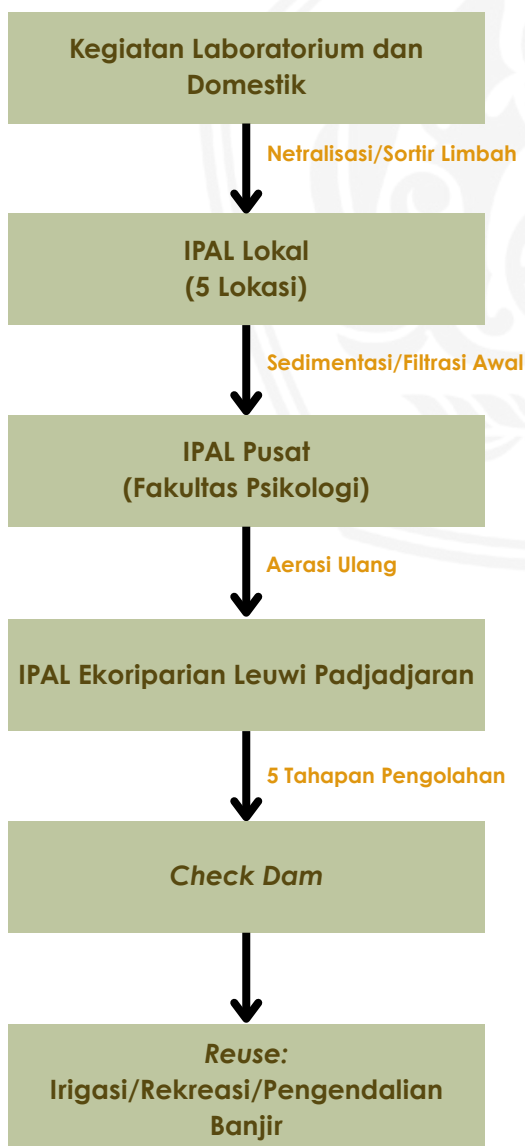 Kegiatan Laboratorium dan
Domestik
Netralisasi/Sortir Limbah
IPAL Lokal
(5 Lokasi)
Sedimentasi/Filtrasi Awal
IPAL Pusat
(Fakultas Psikologi)
Aerasi Ulang
IPAL Ekoriparian Leuwi Padjadjaran
5 Tahapan Pengolahan
Check Dam
Reuse:
Irigasi/Rekreasi/Pengendalian
Banjir